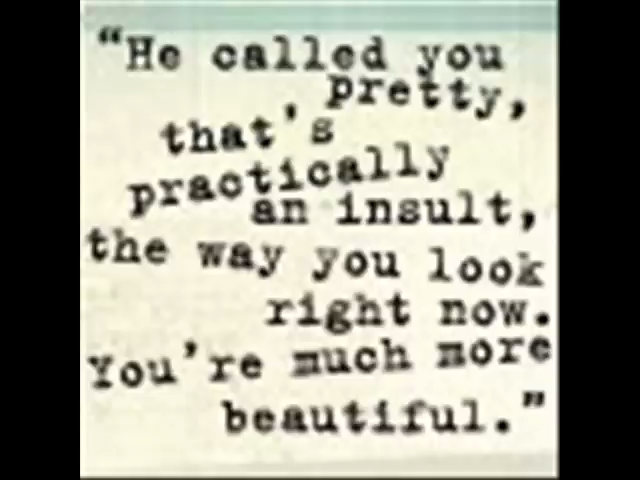 "He called you
pretty,
that's
practically
an insult,
the way you look
right now.
You're much more
beautiful."